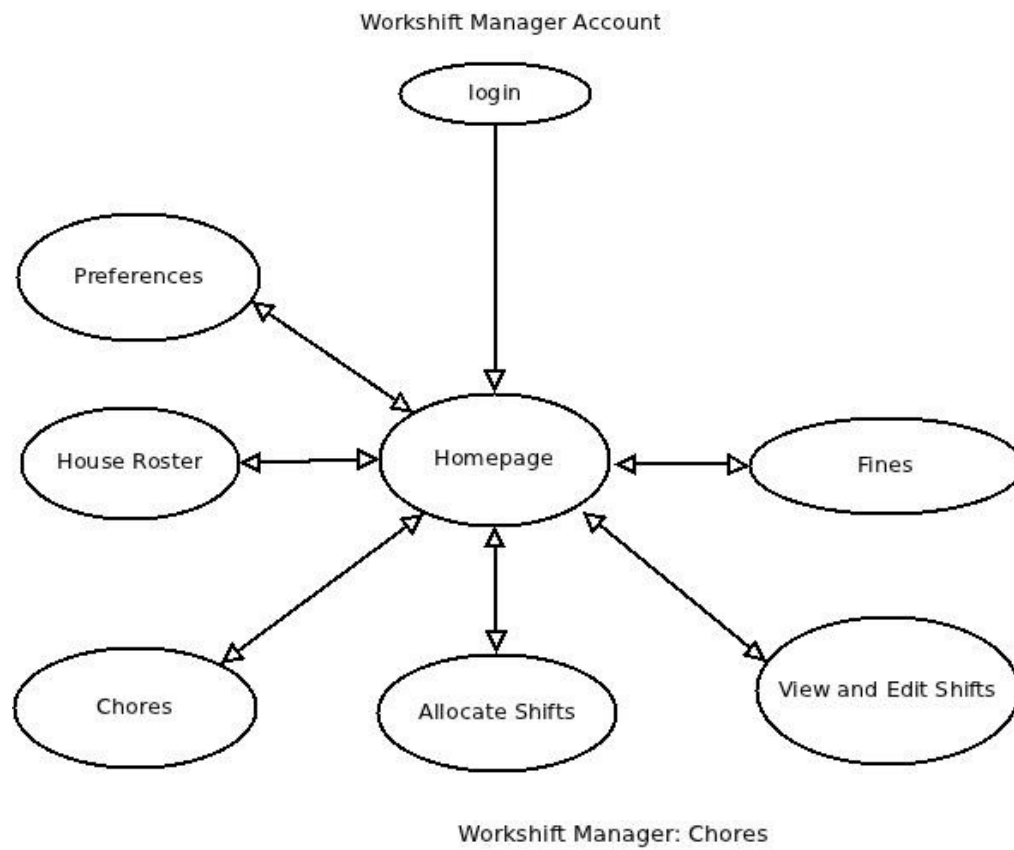 Workshift Manager Account
login
Preferences
House Roster
Homepage
Fines
Chores
Allocate Shifts
View and Edit Shifts
Workshift Manager: Chores